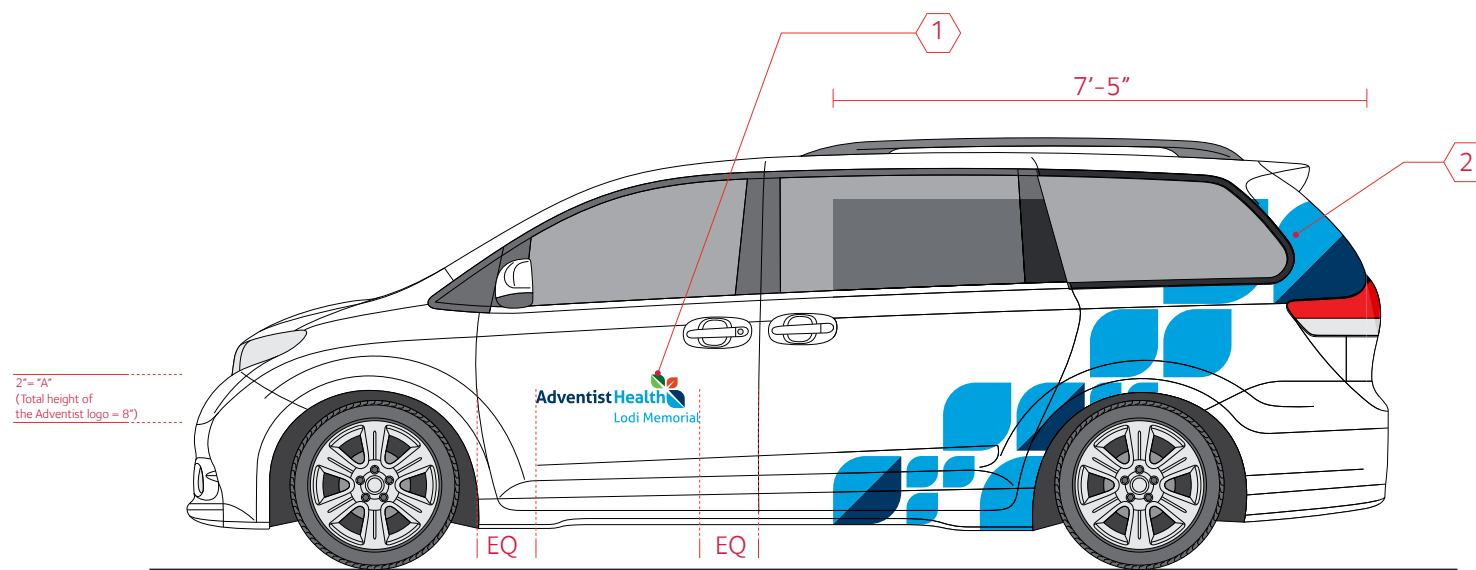 1
7’-5”
2
2”= “A”
(Total height of
the Adventist logo = 8”)
Adventist Health
Lodi Memorial
EQ
EQ